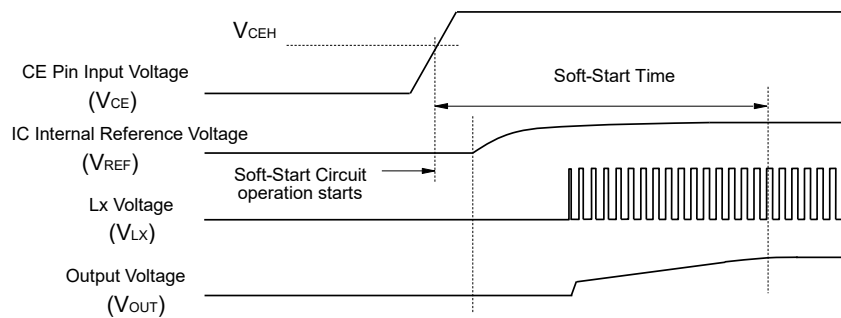 VCEH
CE Pin Input Voltage
(VCE)
Soft-Start Time
IC Internal Reference Voltage
(VREF)
Soft-Start Circuit
operation starts
Lx Voltage
(VLX)
Output Voltage
(VOUT)